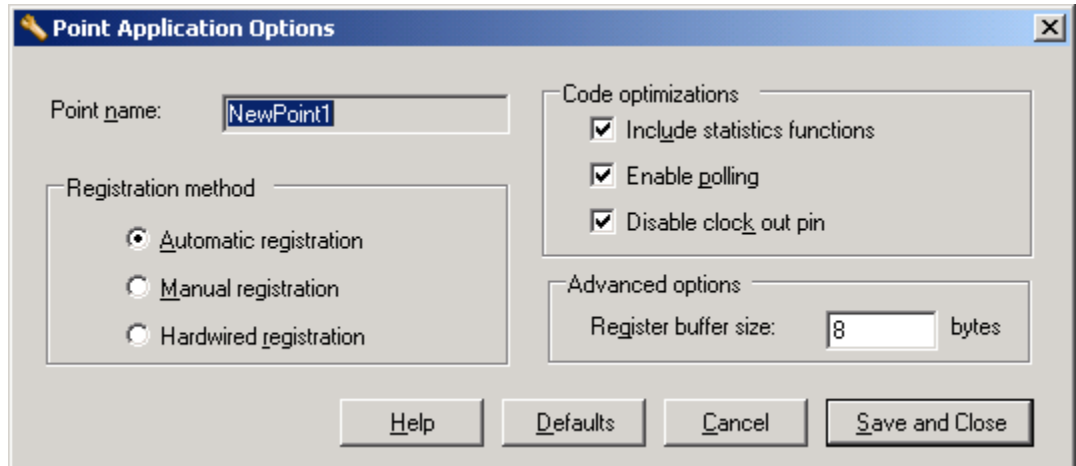 Point Application Options
Point name: NewPoint1
Registration method
Automatic registration
Manual registration
Hardwired registration
Code optimizations
Include statistics functions
Enable polling
Disable clock out pin
Advanced options
Register buffer size: 8 bytes
Help Defaults Cancel Save and Close